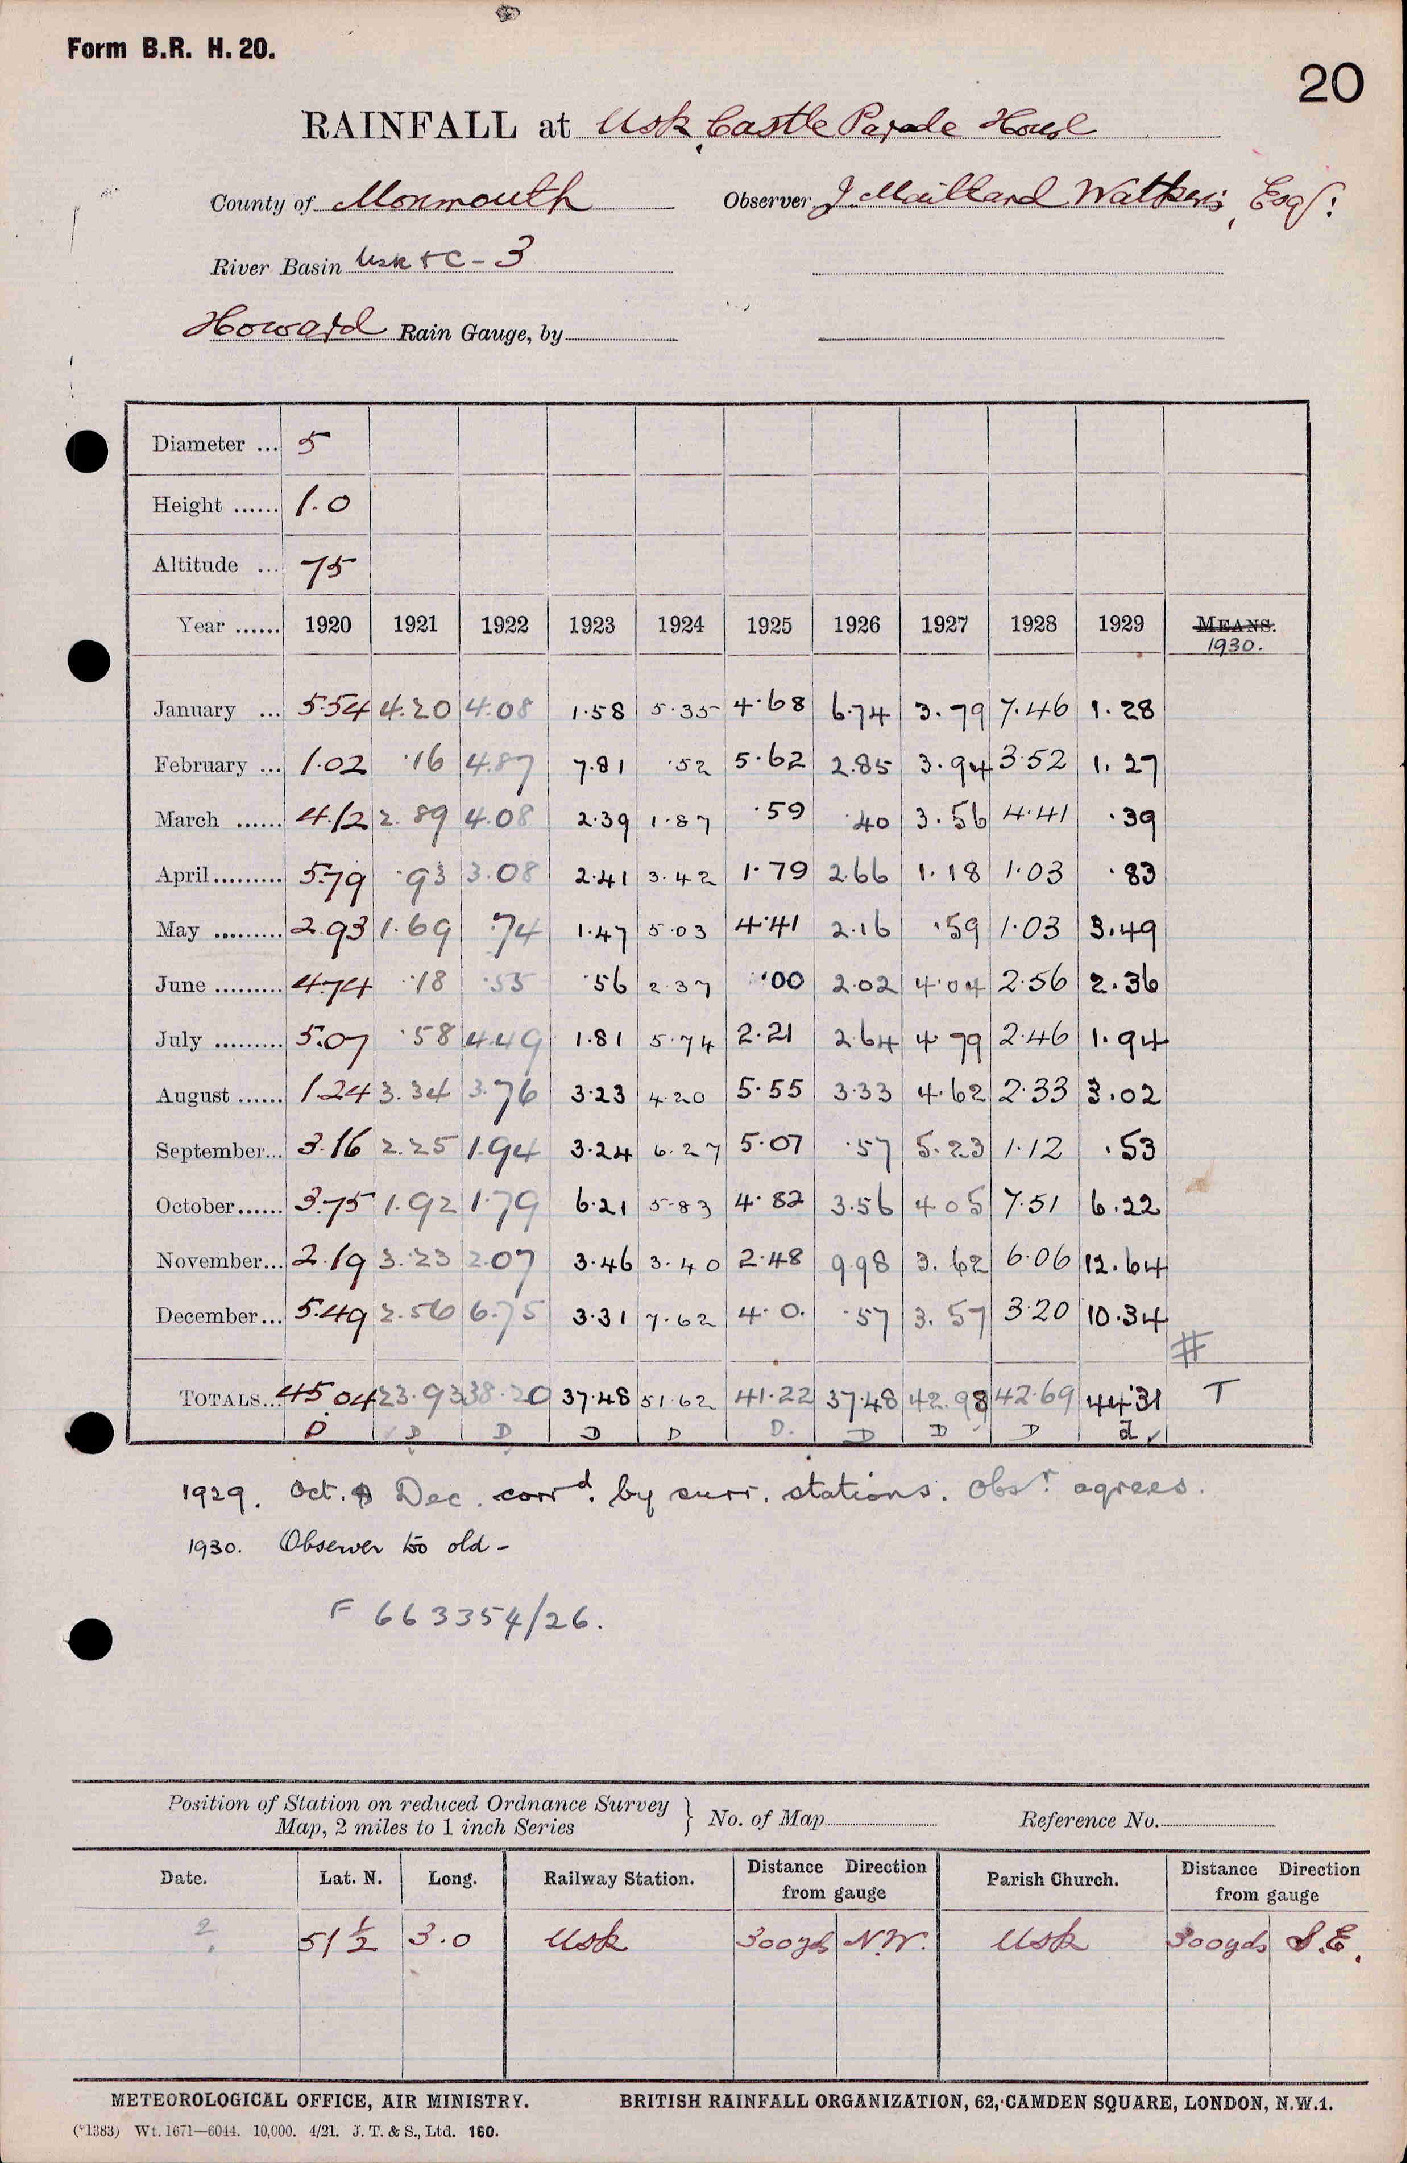 Form B.R. H. 20.
20
RAINFALL at Usk, Castle Parade House
County of Monmouth Observer J. Maillard Watkins, Esq:
River Basin Usk & C - 3
Howard Rain Gauge, by
Diameter ... 5
Height ...... 1.0
Altitude ... 75
Year ...... 1920 1921 1922 1923 1924 1925 1926 1927 1928 1929 MEANS. 1930.
January ... 5.54 4.20 4.08 1.58 5.35 4.68 6.74 3.79 7.46 1.28
February ... 1.02 .16 4.87 7.81 .52 5.62 2.85 3.94 3.52 1.27
March ...... 4.12 2.89 4.08 2.39 1.87 .59 .40 3.56 4.41 .39
April ......... 5.79 .93 3.08 2.41 3.42 1.79 2.66 1.18 1.03 .83
May ......... 2.93 1.69 .74 1.47 5.03 4.41 2.16 .59 1.03 3.49
June ......... 4.74 .18 .55 .56 2.37 .00 2.02 4.04 2.56 2.36
July ......... 5.07 .58 4.49 1.81 5.74 2.21 2.64 4.79 2.46 1.94
August ...... 1.24 3.34 3.76 3.23 4.20 5.55 3.33 4.62 2.33 3.02
September... 3.16 2.25 1.94 3.24 6.27 5.07 .57 5.23 1.12 .53
October...... 3.75 1.92 1.79 6.21 5.83 4.82 3.56 4.05 7.51 6.22
November... 2.19 3.23 2.07 3.46 3.40 2.48 9.98 3.62 6.06 12.64
December... 5.49 2.56 6.75 3.31 7.62 4.0. .57 3.57 3.20 10.34
#
TOTALS... 45.04 23.93 38.20 37.48 51.62 41.22 37.48 42.98 42.69 44.31 T
D D D D D D. D D D d
1929. Oct. & Dec. corrd. by surr. stations. Obsr. agrees.
1930. Observer too old -
F 663354/26.
Position of Station on reduced Ordnance Survey
Map, 2 miles to 1 inch Series } No. of Map Reference No.
Date. Lat. N. Long. Railway Station. Distance Direction from gauge Parish Church. Distance Direction from gauge
? 51 1/2 3.0 Usk 300yds N.W. Usk 300yds S.E.
METEOROLOGICAL OFFICE, AIR MINISTRY. BRITISH RAINFALL ORGANIZATION, 62, CAMDEN SQUARE, LONDON, N.W.1.
(*1383) Wt. 1671—6044. 10,000. 4/21. J. T. & S., Ltd. 160.